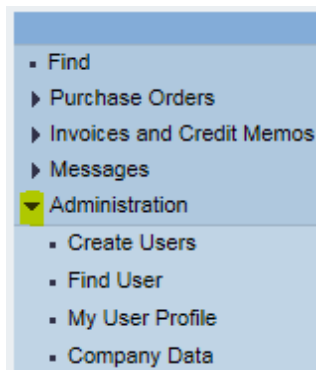 Find
Purchase Orders
Invoices and Credit Memos
Messages
Administration
Create Users
Find User
My User Profile
Company Data